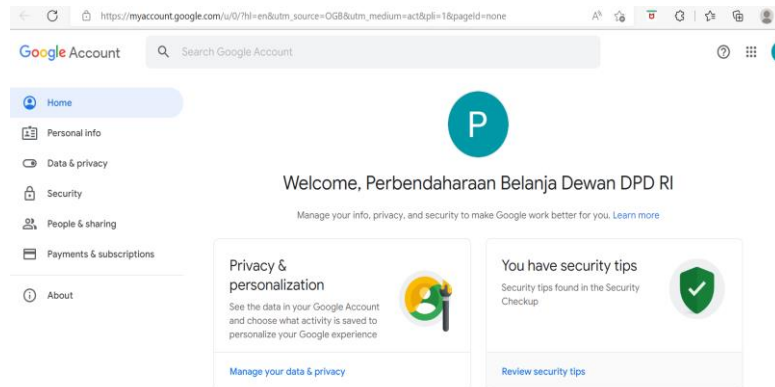 https://myaccount.google.com/u/0/?hl=en&utm_source=OGB&utm_medium=act&pli=1&pageId=none
Google Account
Search Google Account
Home
Personal info
Data & privacy
Security
People & sharing
Payments & subscriptions
About
P
Welcome, Perbendaharaan Belanja Dewan DPD RI
Manage your info, privacy, and security to make Google work better for you. Learn more
Privacy &
personalization
See the data in your Google Account
and choose what activity is saved to
personalize your Google experience
Manage your data & privacy
You have security tips
Security tips found in the Security
Checkup
Review security tips